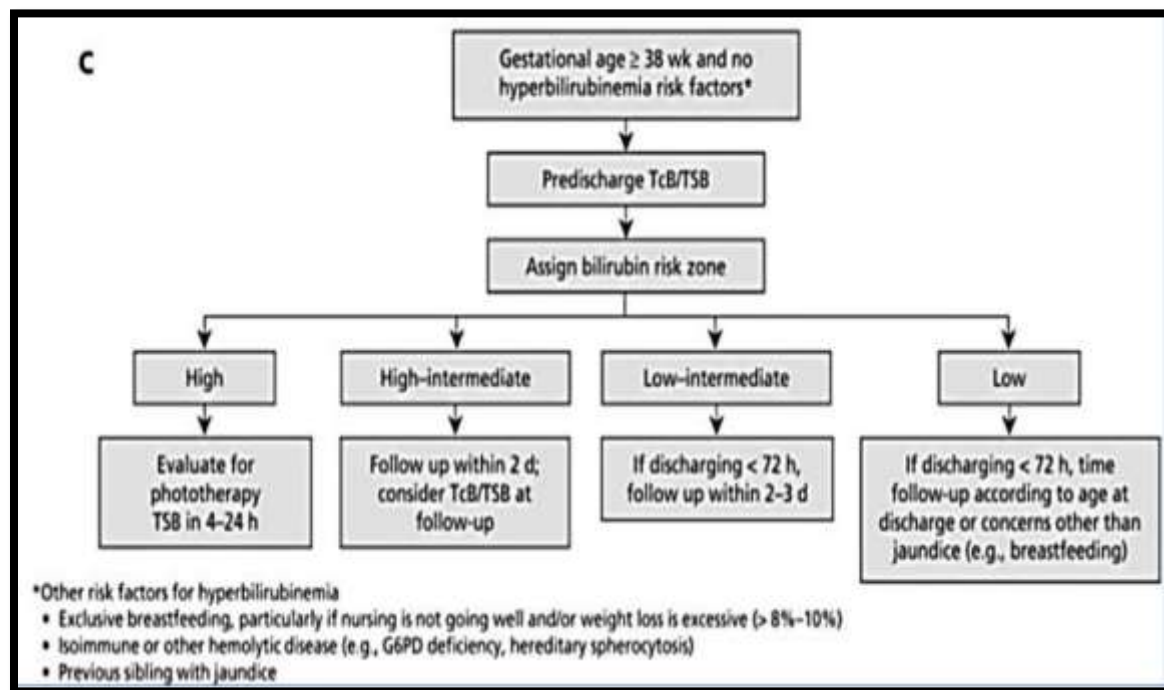 C
Gestational age ≥ 38 wk and no
hyperbilirubinemia risk factors*
Predischarge TcB/TSB
Assign bilirubin risk zone
High
High–intermediate
Low–intermediate
Low
Evaluate for
phototherapy
TSB in 4–24 h
Follow up within 2 d;
consider TcB/TSB at
follow-up
If discharging < 72 h,
follow up within 2–3 d
If discharging < 72 h, time
follow-up according to age at
discharge or concerns other than
jaundice (e.g., breastfeeding)
*Other risk factors for hyperbilirubinemia
• Exclusive breastfeeding, particularly if nursing is not going well and/or weight loss is excessive (> 8%–10%)
• Isoimmune or other hemolytic disease (e.g., G6PD deficiency, hereditary spherocytosis)
• Previous sibling with jaundice